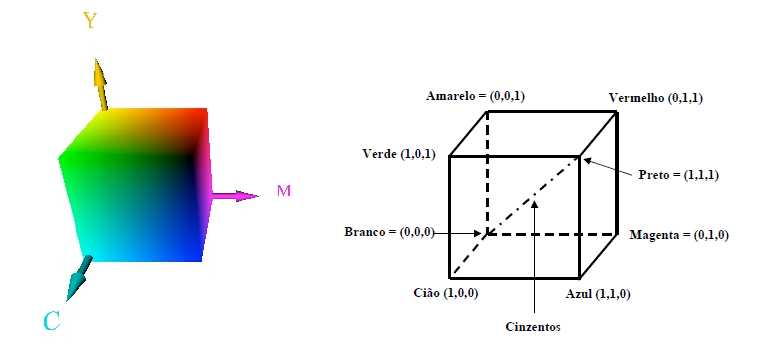 Y
M
C
Amarelo = (0,0,1)
Vermelho (0,1,1)
Verde (1,0,1)
Preto = (1,1,1)
Branco = (0,0,0)
Magenta = (0,1,0)
Cião (1,0,0)
Azul (1,1,0)
Cinzentos